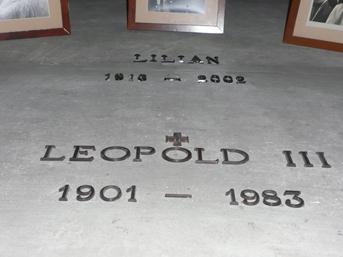 LILIAN
1916 — 2002
LEOPOLD III
1901 — 1983